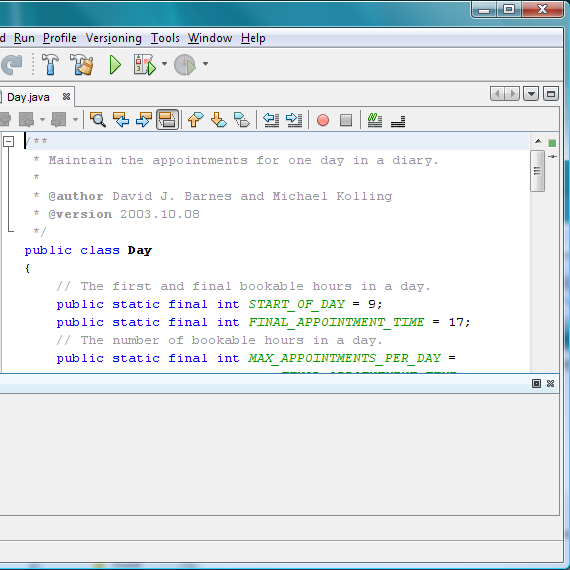 d Run Profile Versioning Tools Window Help
Day.java
/**
 * Maintain the appointments for one day in a diary.
 *
 * @author David J. Barnes and Michael Kolling
 * @version 2003.10.08
 */
public class Day
{
    // The first and final bookable hours in a day.
    public static final int START_OF_DAY = 9;
    public static final int FINAL_APPOINTMENT_TIME = 17;
    // The number of bookable hours in a day.
    public static final int MAX_APPOINTMENTS_PER_DAY =